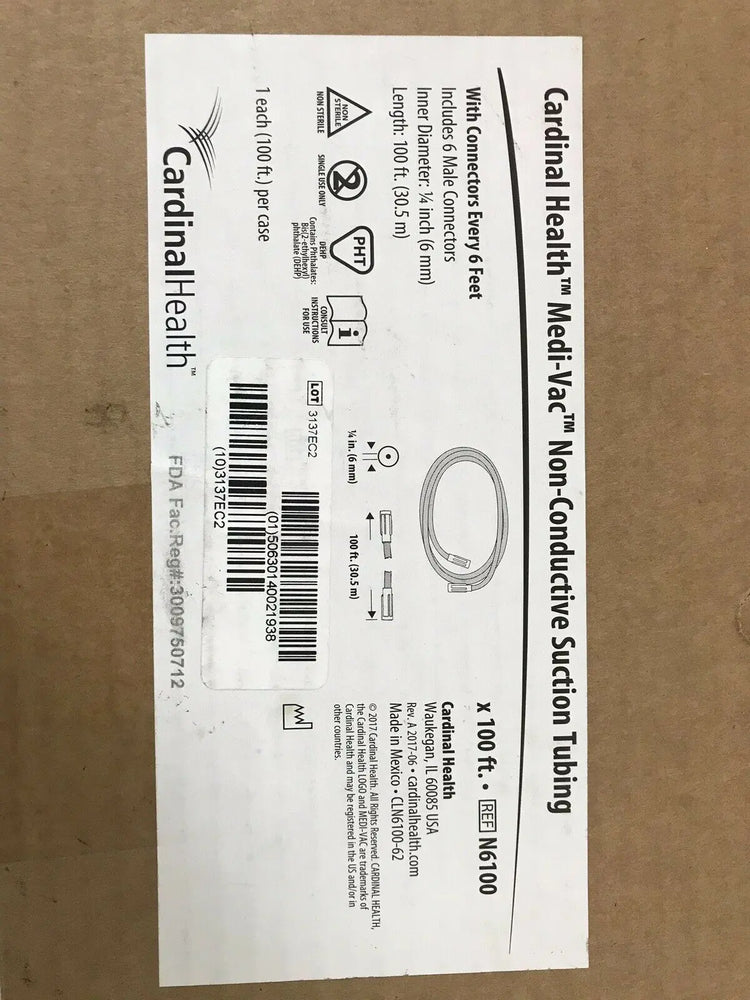 Cardinal Health™ Medi-Vac™ Non-Conductive Suction Tubing
With Connectors Every 6 Feet
Includes 6 Male Connectors
Inner Diameter: ¼ inch (6 mm)
Length: 100 ft. (30.5 m)
x 100 ft. • REF N6100
Cardinal Health
Waukegan, IL 60085 USA
Rev. A 2017-06 • cardinalhealth.com
Made in Mexico • CLN6100-62
© 2017 Cardinal Health. All Rights Reserved. CARDINAL HEALTH,
the Cardinal Health LOGO and MEDI-VAC are trademarks of
Cardinal Health and may be registered in the US and/or in
other countries.
NON
STERILE
NON STERILE
2
SINGLE USE ONLY
PHT
DEHP
Contains Phthalates:
Bis(2-ethylhexyl)
phthalate (DEHP)
i
CONSULT
INSTRUCTIONS
FOR USE
¼ in. (6 mm)
100 ft. (30.5 m)
1 each (100 ft.) per case
LOT 3137EC2
(01)50630140021938
(10)3137EC2
CardinalHealth™
FDA Fac.Reg#:3009750712